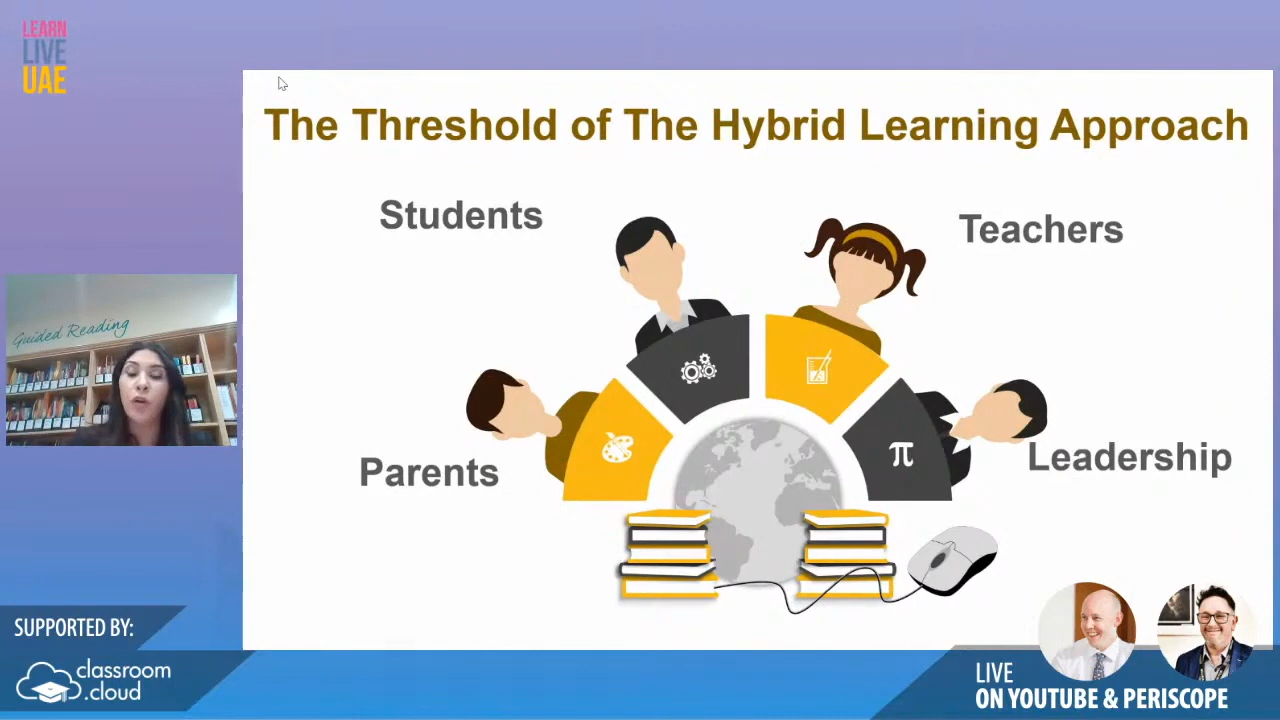 LEARN
LIVE
UAE
The Threshold of The Hybrid Learning Approach
Students
Teachers
Parents
Leadership
π
Guided Reading
SUPPORTED BY:
classroom
.cloud
LIVE
ON YOUTUBE & PERISCOPE